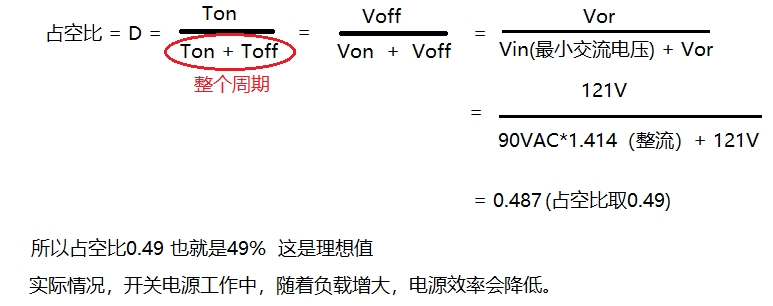 占空比 = D = Ton / Ton + Toff = Voff / Von + Voff = Vor / Vin(最小交流电压) + Vor
整个周期
= 121V / 90VAC*1.414（整流）+ 121V
= 0.487 (占空比取0.49)
所以占空比0.49 也就是49% 这是理想值
实际情况，开关电源工作中，随着负载增大，电源效率会降低。